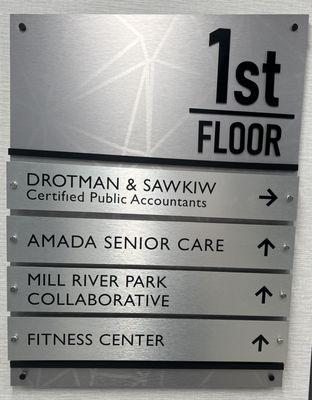 1st
FLOOR
DROTMAN & SAWKIW
Certified Public Accountants
→
AMADA SENIOR CARE ↑
MILL RIVER PARK
COLLABORATIVE ↑
FITNESS CENTER ↑